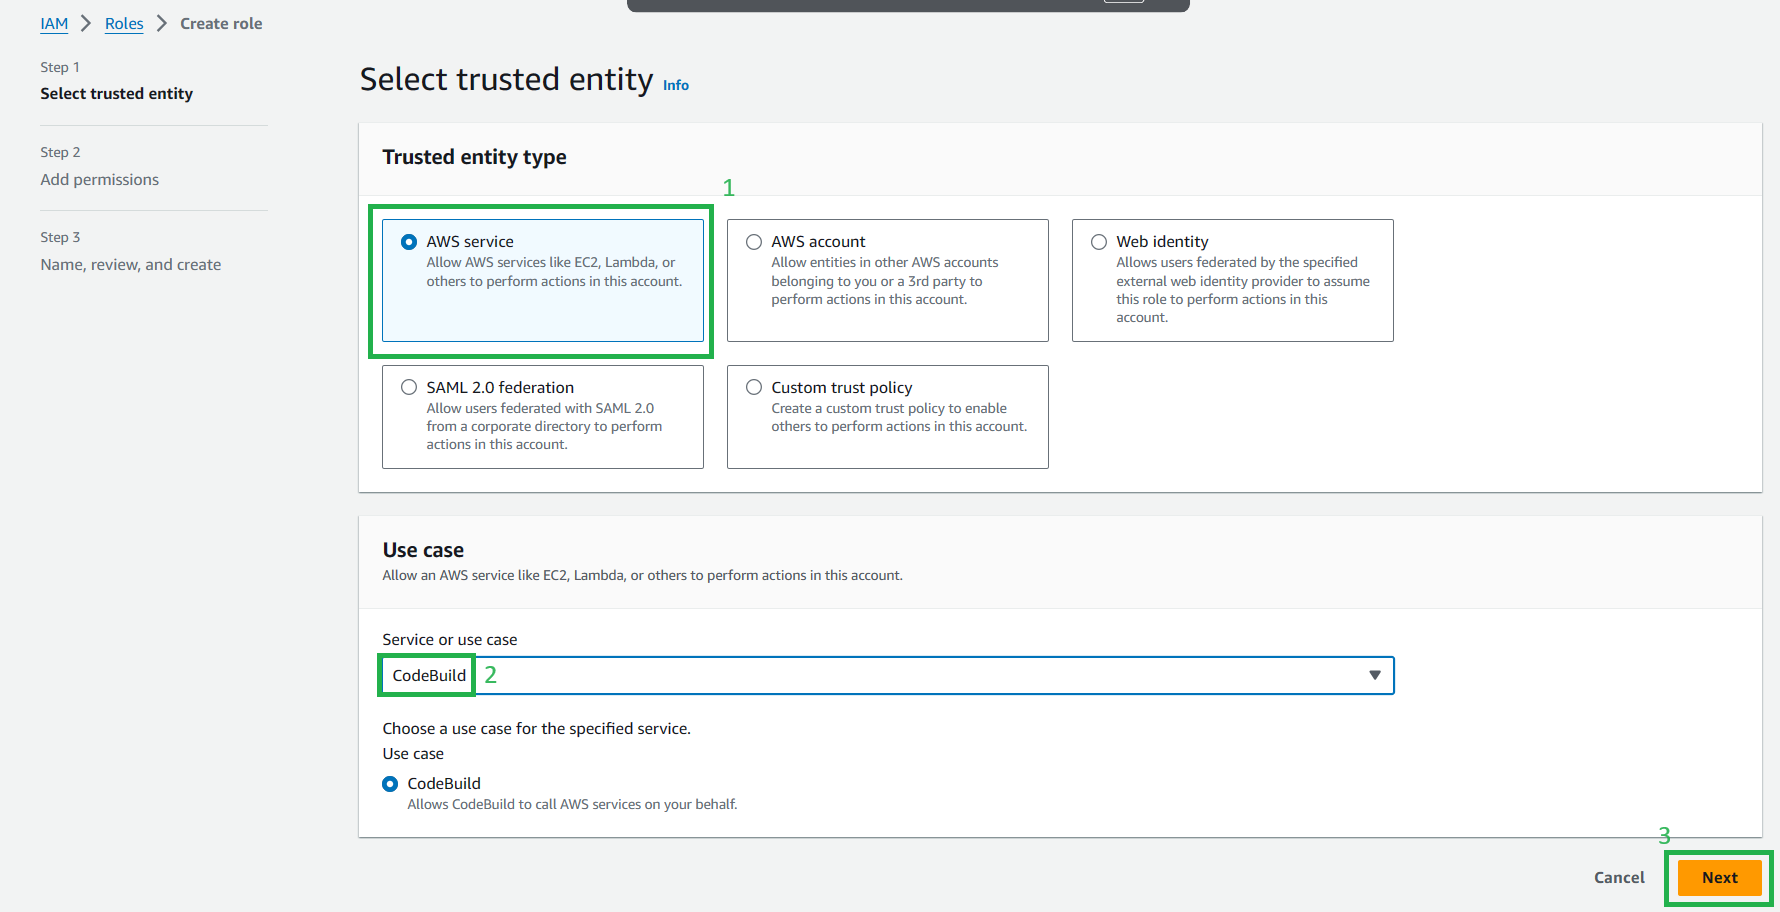 IAM > Roles > Create role
Step 1
Select trusted entity
Step 2
Add permissions
Step 3
Name, review, and create
Select trusted entity Info
Trusted entity type
1
AWS service
Allow AWS services like EC2, Lambda, or
others to perform actions in this account.
AWS account
Allow entities in other AWS accounts
belonging to you or a 3rd party to
perform actions in this account.
Web identity
Allows users federated by the specified
external web identity provider to assume
this role to perform actions in this
account.
SAML 2.0 federation
Allow users federated with SAML 2.0
from a corporate directory to perform
actions in this account.
Custom trust policy
Create a custom trust policy to enable
others to perform actions in this account.
Use case
Allow an AWS service like EC2, Lambda, or others to perform actions in this account.
Service or use case
CodeBuild 2
Choose a use case for the specified service.
Use case
CodeBuild
Allows CodeBuild to call AWS services on your behalf.
3
Cancel Next